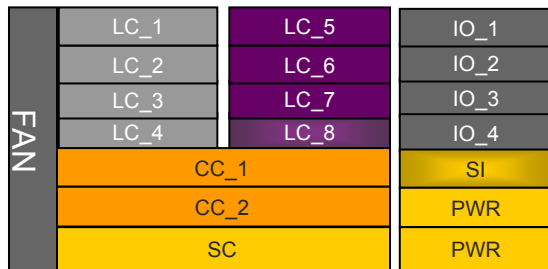 FAN
LC_1
LC_2
LC_3
LC_4
LC_5
LC_6
LC_7
LC_8
CC_1
CC_2
SC
IO_1
IO_2
IO_3
IO_4
SI
PWR
PWR